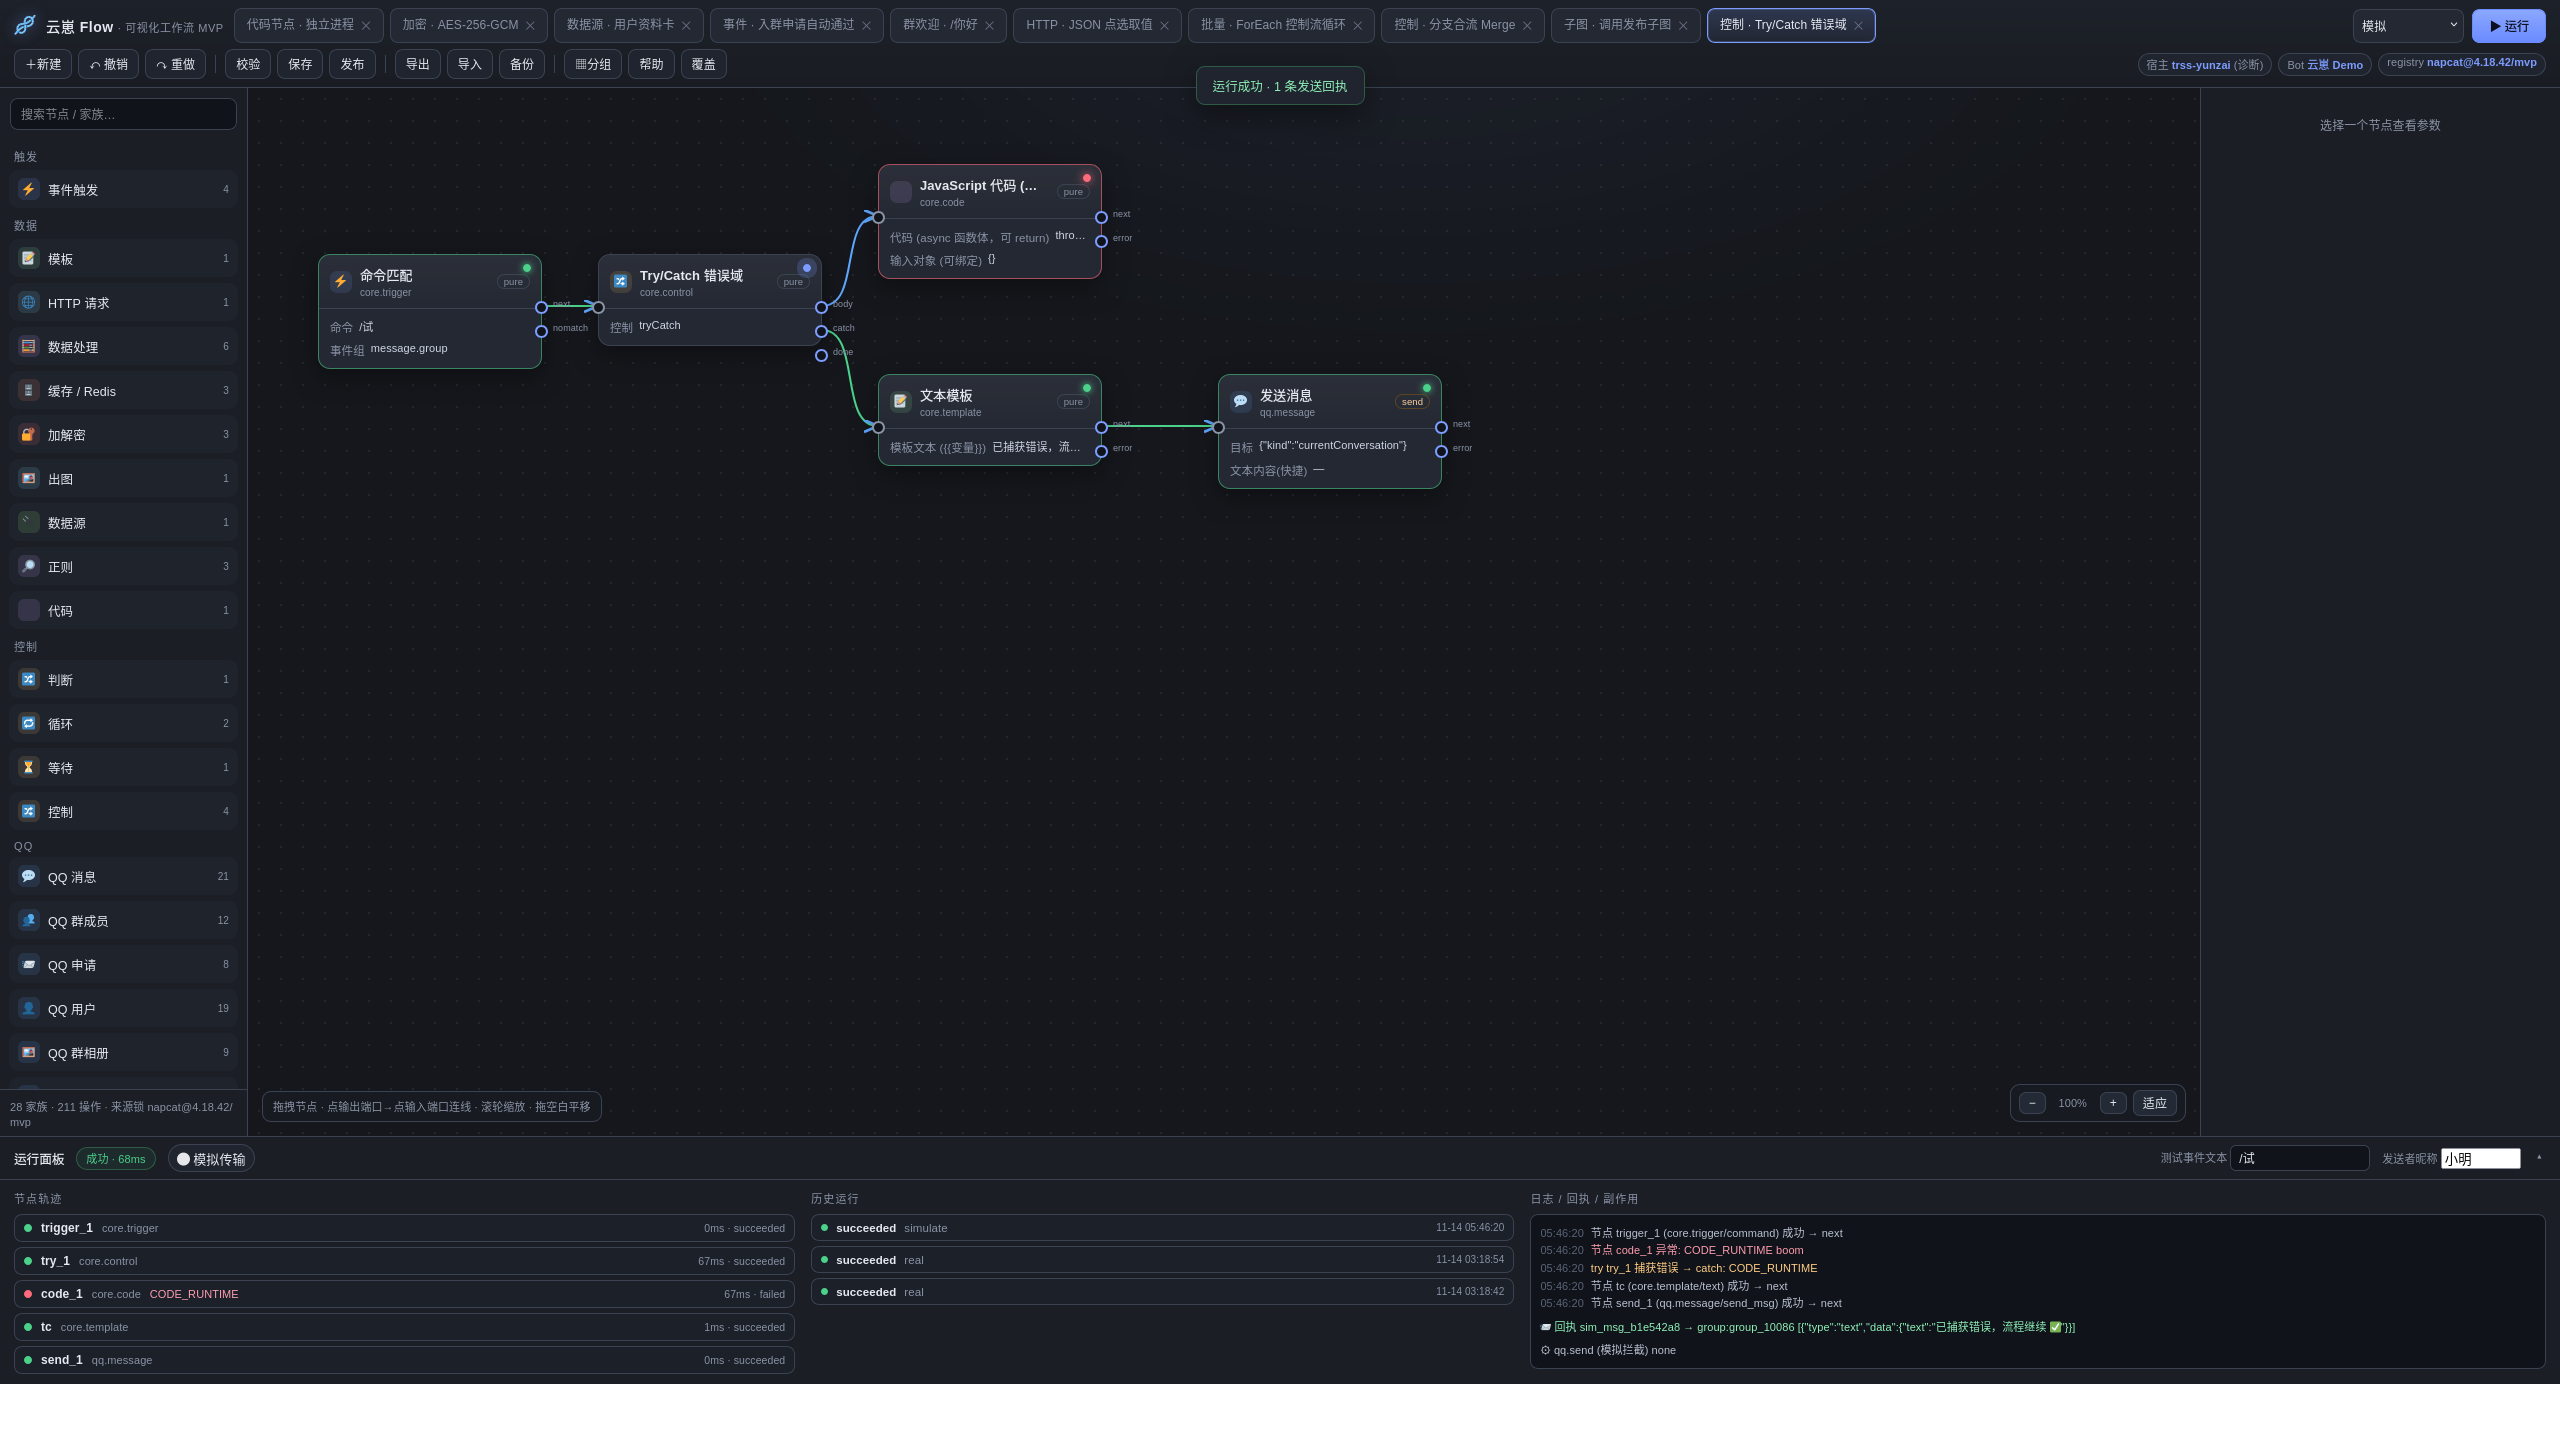 云崽 Flow · 可视化工作流 MVP
代码节点 · 独立进程 ×
加密 · AES-256-GCM ×
数据源 · 用户资料卡 ×
事件 · 入群申请自动通过 ×
群欢迎 · /你好 ×
HTTP · JSON 点选取值 ×
批量 · ForEach 控制流循环 ×
控制 · 分支合流 Merge ×
子图 · 调用发布子图 ×
控制 · Try/Catch 错误域 ×
模拟
▶ 运行
＋新建
↶ 撤销
↷ 重做
校验
保存
发布
导出
导入
备份
▦分组
帮助
覆盖
宿主 trss-yunzai (诊断)
Bot 云崽 Demo
registry napcat@4.18.42/mvp
运行成功 · 1 条发送回执
搜索节点 / 家族…
触发
事件触发 4
数据
模板 1
HTTP 请求 1
数据处理 6
缓存 / Redis 3
加解密 3
出图 1
数据源 1
正则 3
代码 1
控制
判断 1
循环 2
等待 1
控制 4
QQ
QQ 消息 21
QQ 群成员 12
QQ 申请 8
QQ 用户 19
QQ 群相册 9
28 家族 · 211 操作 · 来源锁 napcat@4.18.42/
mvp
命令匹配
core.trigger
pure
命令 /试
事件组 message.group
next
nomatch
Try/Catch 错误域
core.control
pure
控制 tryCatch
body
catch
done
JavaScript 代码 (…
core.code
pure
代码 (async 函数体，可 return) thro…
输入对象 (可绑定) {}
next
error
文本模板
core.template
pure
模板文本 ({{变量}}) 已捕获错误，流…
next
error
发送消息
qq.message
send
目标 {"kind":"currentConversation"}
文本内容(快捷) —
next
error
选择一个节点查看参数
拖拽节点 · 点输出端口→点输入端口连线 · 滚轮缩放 · 拖空白平移
− 100% + 适应
运行面板
成功 · 68ms
模拟传输
测试事件文本 /试
发送者昵称 小明
节点轨迹
trigger_1 core.trigger 0ms · succeeded
try_1 core.control 67ms · succeeded
code_1 core.code CODE_RUNTIME 67ms · failed
tc core.template 1ms · succeeded
send_1 qq.message 0ms · succeeded
历史运行
succeeded simulate 11-14 05:46:20
succeeded real 11-14 03:18:54
succeeded real 11-14 03:18:42
日志 / 回执 / 副作用
05:46:20 节点 trigger_1 (core.trigger/command) 成功 → next
05:46:20 节点 code_1 异常: CODE_RUNTIME boom
05:46:20 try try_1 捕获错误 → catch: CODE_RUNTIME
05:46:20 节点 tc (core.template/text) 成功 → next
05:46:20 节点 send_1 (qq.message/send_msg) 成功 → next
📨 回执 sim_msg_b1e542a8 → group:group_10086 [{"type":"text","data":{"text":"已捕获错误，流程继续 ✅"}}]
⚙ qq.send (模拟拦截) none